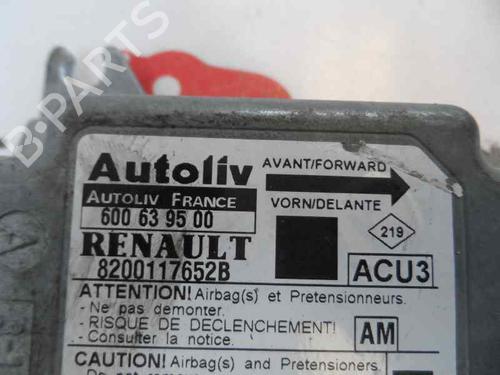 B-PARTS
Autoliv
AVANT/FORWARD
AUTOLIV FRANCE
VORN/DELANTE
600 63 95 00
219
RENAULT
8200117652B
ACU3
ATTENTION! Airbag(s) et Pretensionneurs.
- Ne pas demonter.
- RISQUE DE DECLENCHEMENT!
AM
- Consulter la notice.
CAUTION! Airbag(s) and Pretensioners.